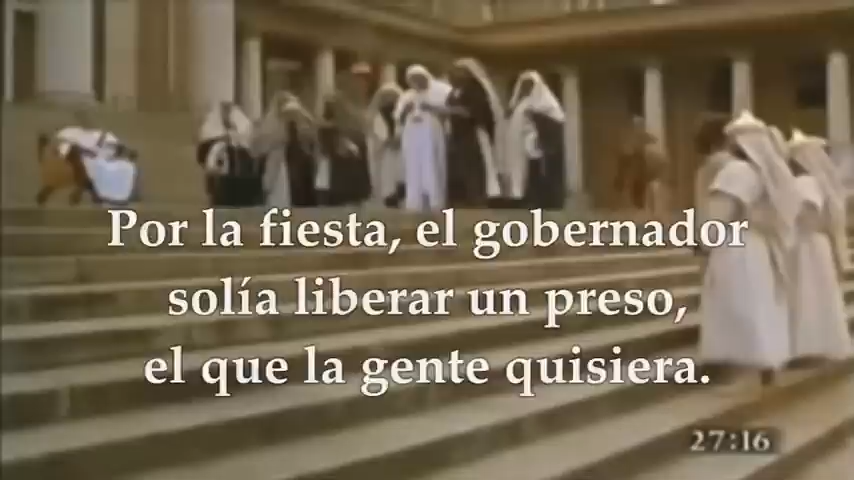 Por la fiesta, el gobernador
solía liberar un preso,
el que la gente quisiera.
27:16